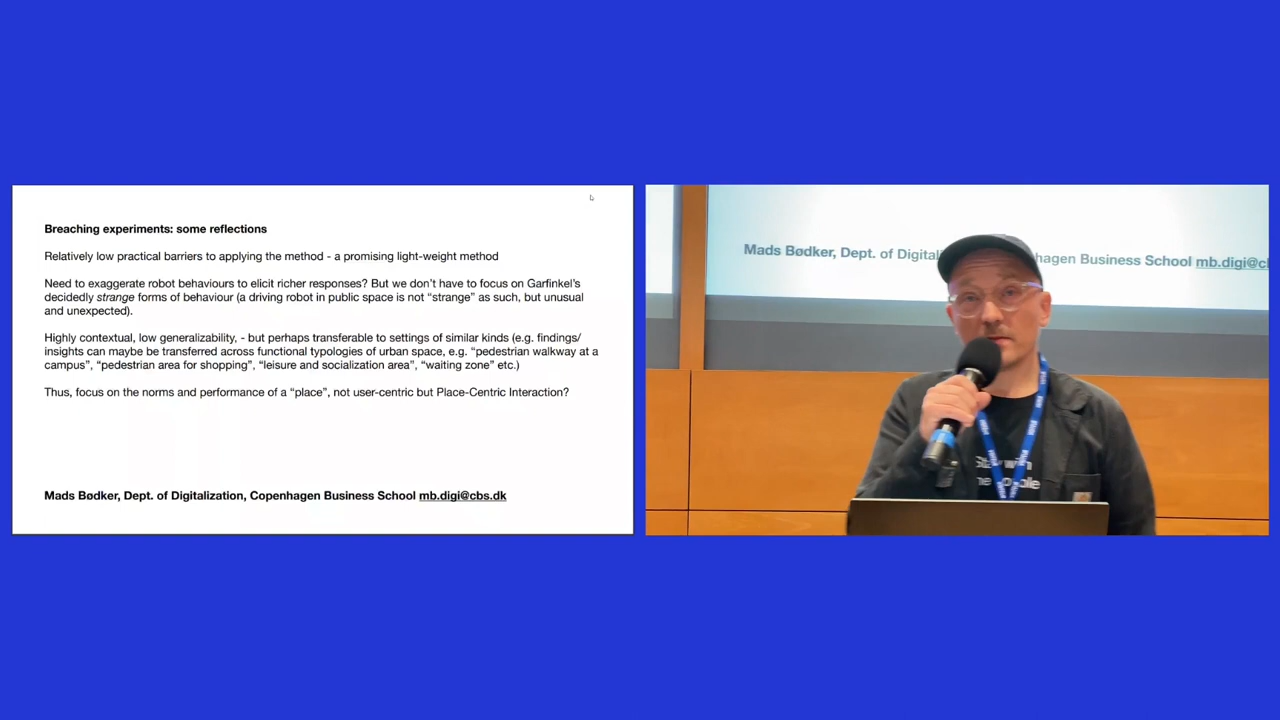 Breaching experiments: some reflections
Relatively low practical barriers to applying the method - a promising light-weight method
Need to exaggerate robot behaviours to elicit richer responses? But we don't have to focus on Garfinkel's
decidedly strange forms of behaviour (a driving robot in public space is not “strange” as such, but unusual
and unexpected).
Highly contextual, low generalizability, - but perhaps transferable to settings of similar kinds (e.g. findings/
insights can maybe be transferred across functional typologies of urban space, e.g. “pedestrian walkway at a
campus”, “pedestrian area for shopping”, “leisure and socialization area”, “waiting zone” etc.)
Thus, focus on the norms and performance of a “place”, not user-centric but Place-Centric Interaction?
Mads Bødker, Dept. of Digitalization, Copenhagen Business School mb.digi@cbs.dk
Mads Bødker, Dept. of Digitali hagen Business School mb.digi@cb
Stay with